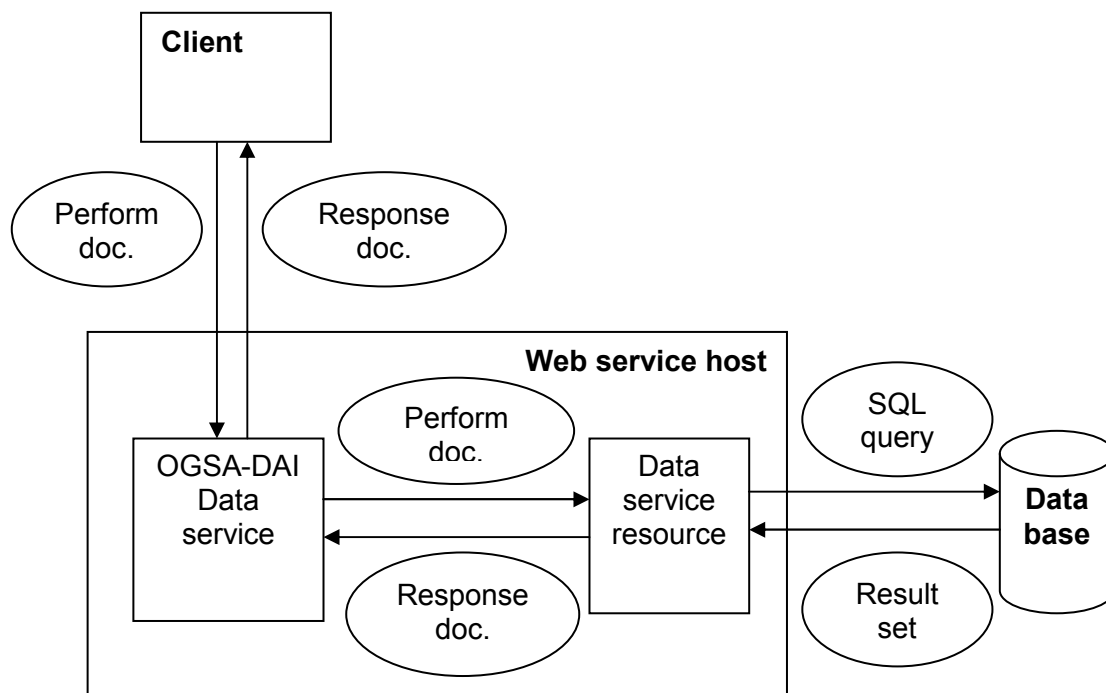 Client
Perform
doc.
Response
doc.
Web service host
Perform
doc.
SQL
query
OGSA-DAI
Data
service
Data
service
resource
Data
base
Response
doc.
Result
set